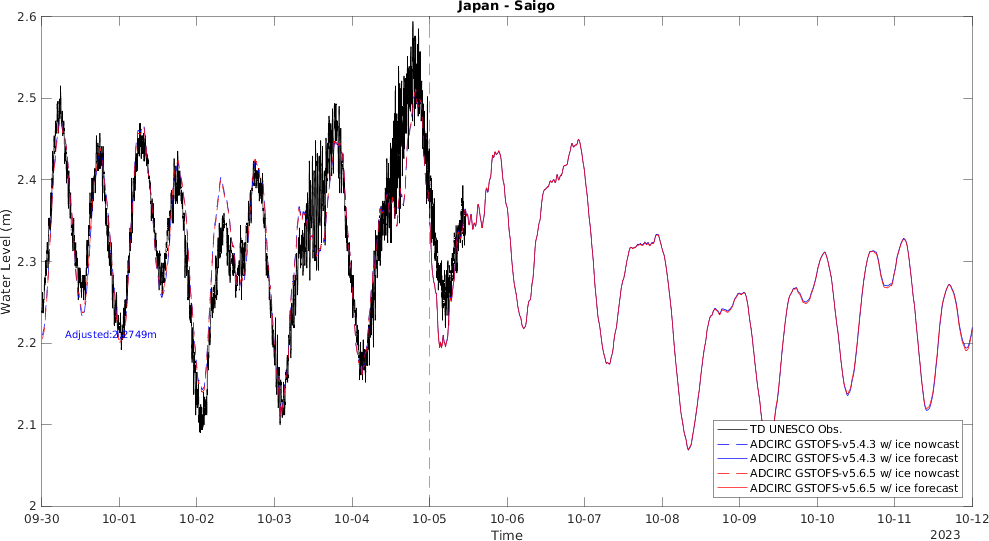 Japan - Saigo
2.6
2.5
2.4
2.3
2.2
2.1
2
Water Level (m)
Adjusted:2.2749m
TD UNESCO Obs.
ADCIRC GSTOFS-v5.4.3 w/ ice nowcast
ADCIRC GSTOFS-v5.4.3 w/ ice forecast
ADCIRC GSTOFS-v5.6.5 w/ ice nowcast
ADCIRC GSTOFS-v5.6.5 w/ ice forecast
09-30 10-01 10-02 10-03 10-04 10-05 10-06 10-07 10-08 10-09 10-10 10-11 10-12
Time
2023